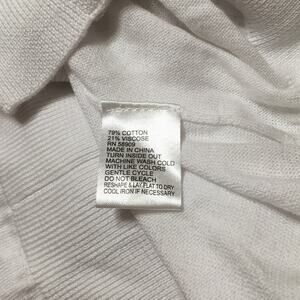 79% COTTON
21% VISCOSE
RN 58909
MADE IN CHINA
TURN INSIDE OUT
MACHINE WASH COLD
WITH LIKE COLORS
GENTLE CYCLE
DO NOT BLEACH
RESHAPE & LAY FLAT TO DRY
COOL IRON IF NECESSARY